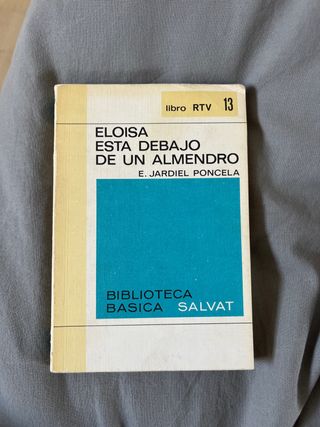 libro RTV 13
ELOISA
ESTA DEBAJO
DE UN ALMENDRO
E. JARDIEL PONCELA
BIBLIOTECA
BASICA SALVAT